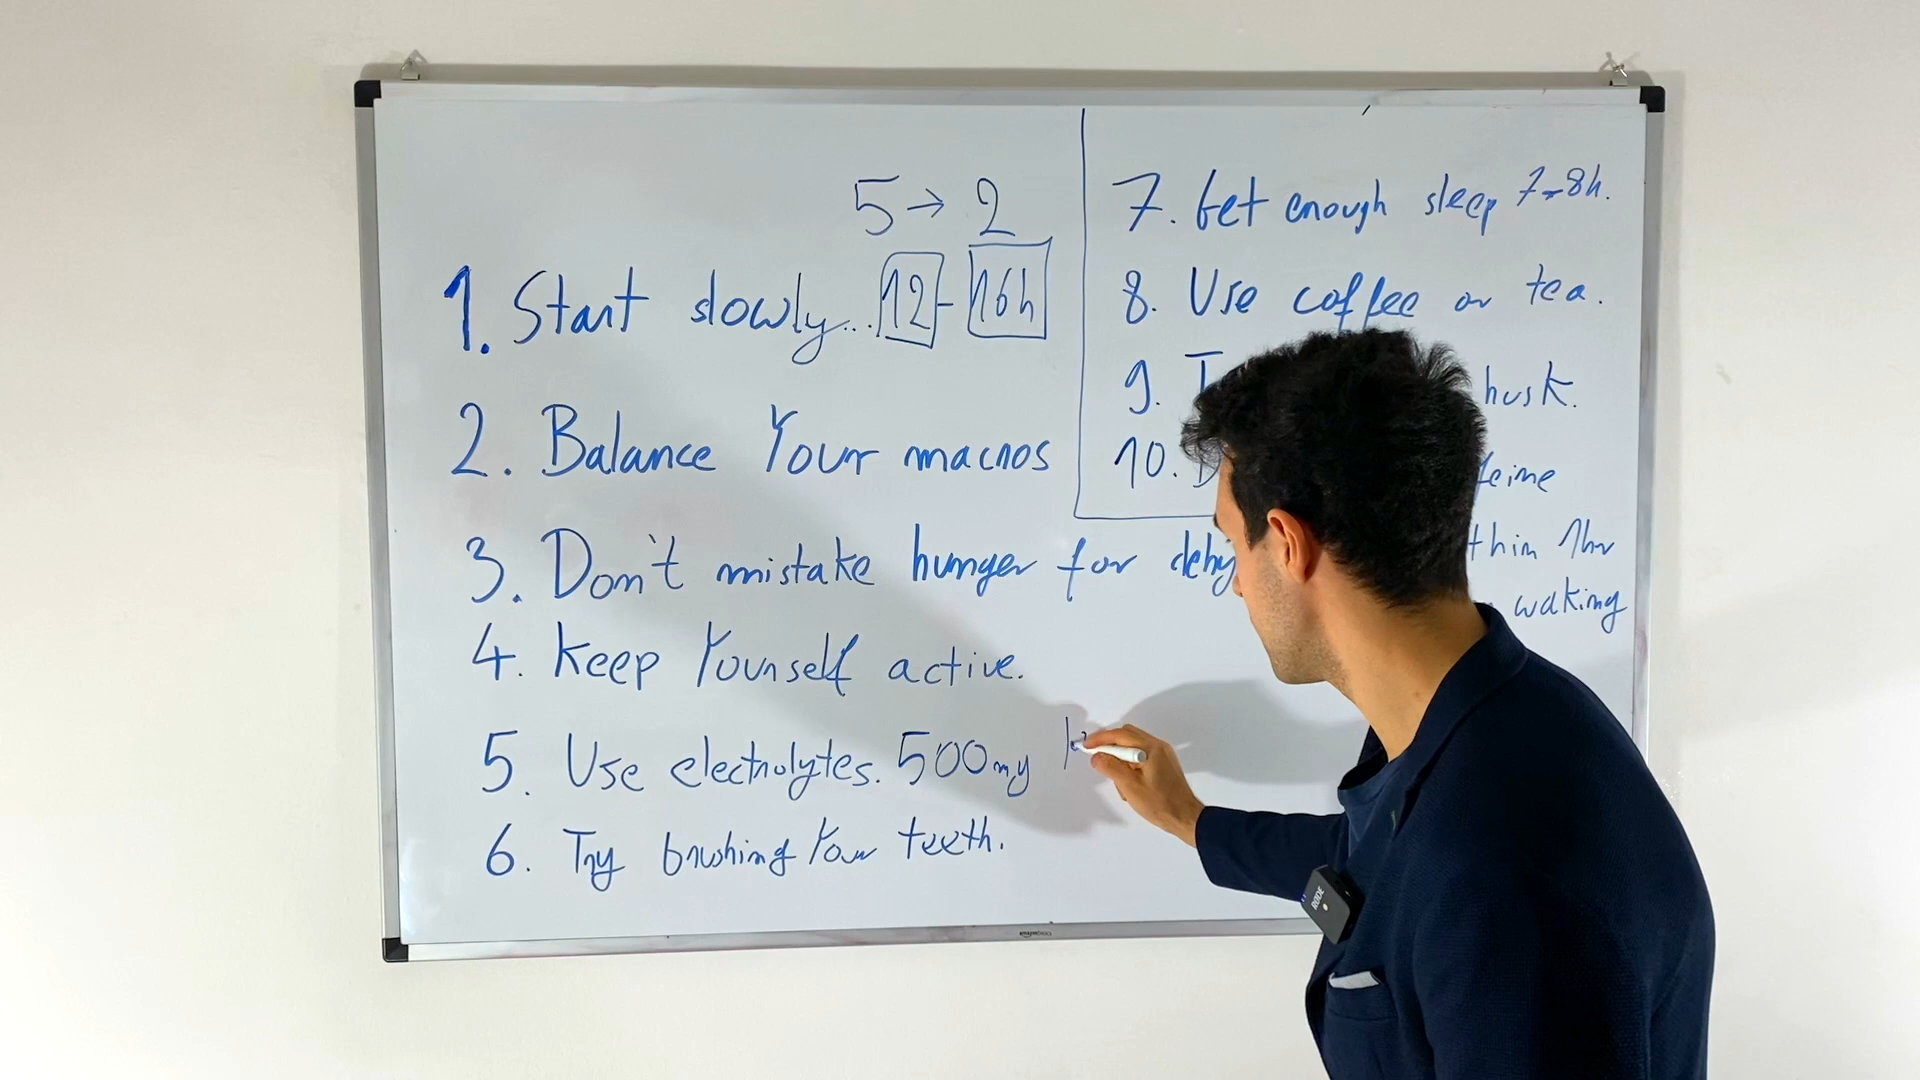 5 → 2
1. Start slowly... 12 - 16h
2. Balance Your macros
3. Don't mistake hunger for dehy
4. Keep Yourself active.
5. Use electrolytes. 500mg
6. Try brushing Your teeth.
7. Get enough sleep 7-8h.
8. Use coffee or tea.
9. husk.
10. feine
thin 1hr
waking
RØDE
amazonbasics